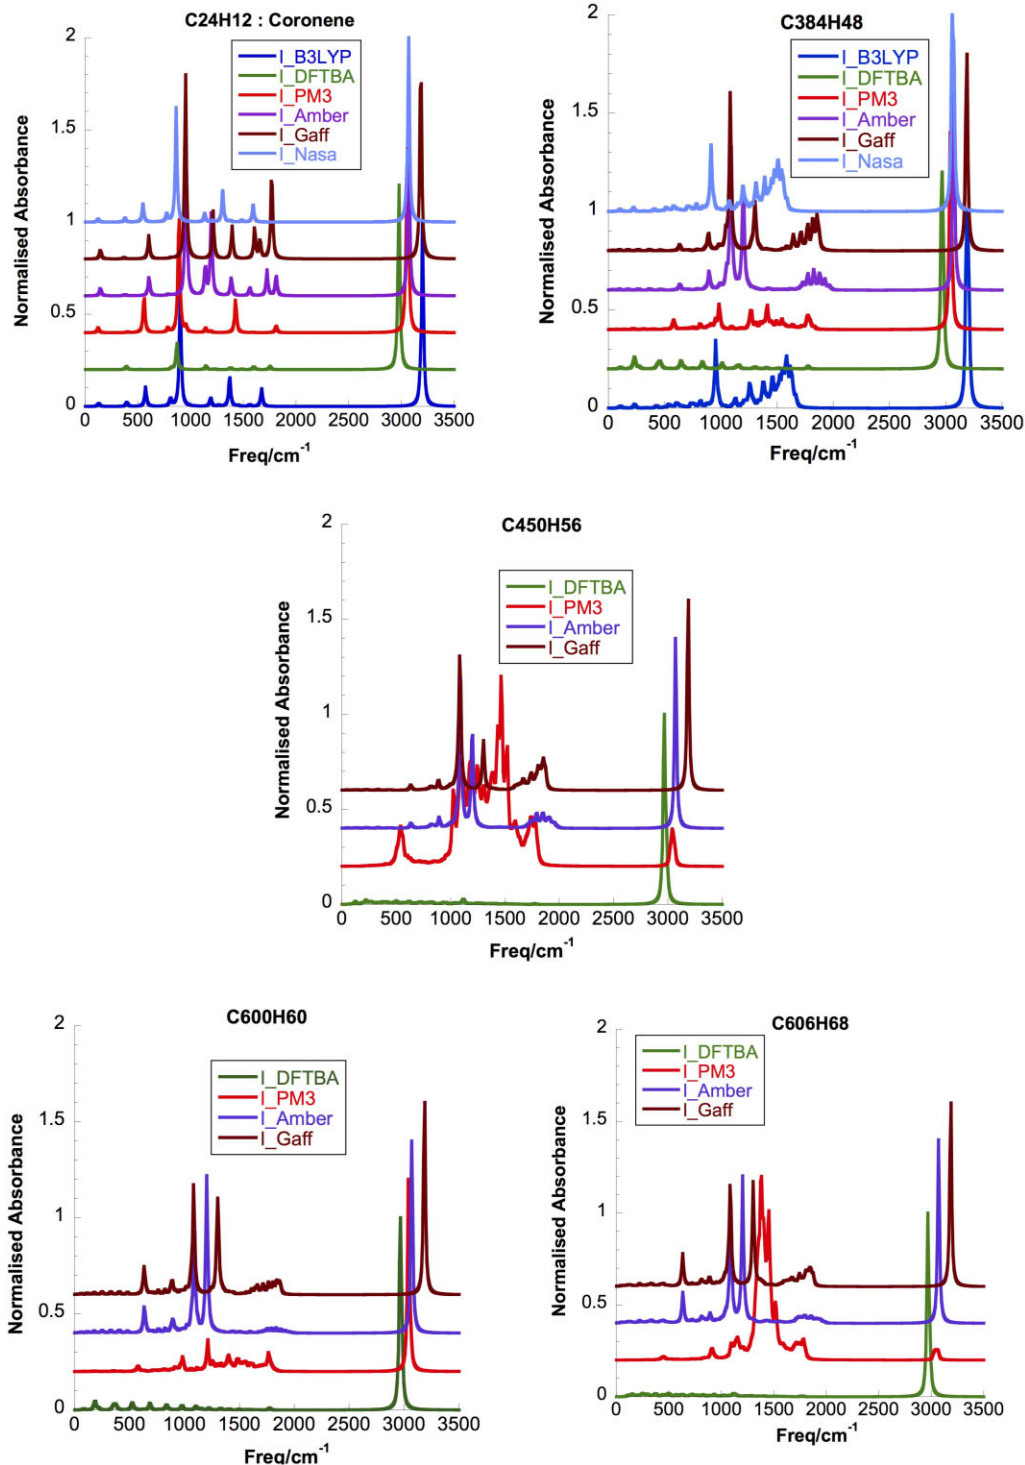 C24H12 : Coronene
2
1.5
1
0.5
0
Normalised Absorbance
I_B3LYP
I_DFTBA
I_PM3
I_Amber
I_Gaff
I_Nasa
0 500 1000 1500 2000 2500 3000 3500
Freq/cm-1
C384H48
2
1.5
1
0.5
0
Normalised Absorbance
I_B3LYP
I_DFTBA
I_PM3
I_Amber
I_Gaff
I_Nasa
0 500 1000 1500 2000 2500 3000 3500
Freq/cm-1
C450H56
2
1.5
1
0.5
0
Normalised Absorbance
I_DFTBA
I_PM3
I_Amber
I_Gaff
0 500 1000 1500 2000 2500 3000 3500
Freq/cm-1
C600H60
2
1.5
1
0.5
0
Normalised Absorbance
I_DFTBA
I_PM3
I_Amber
I_Gaff
0 500 1000 1500 2000 2500 3000 3500
Freq/cm-1
C606H68
2
1.5
1
0.5
0
Normalised Absorbance
I_DFTBA
I_PM3
I_Amber
I_Gaff
0 500 1000 1500 2000 2500 3000 3500
Freq/cm-1